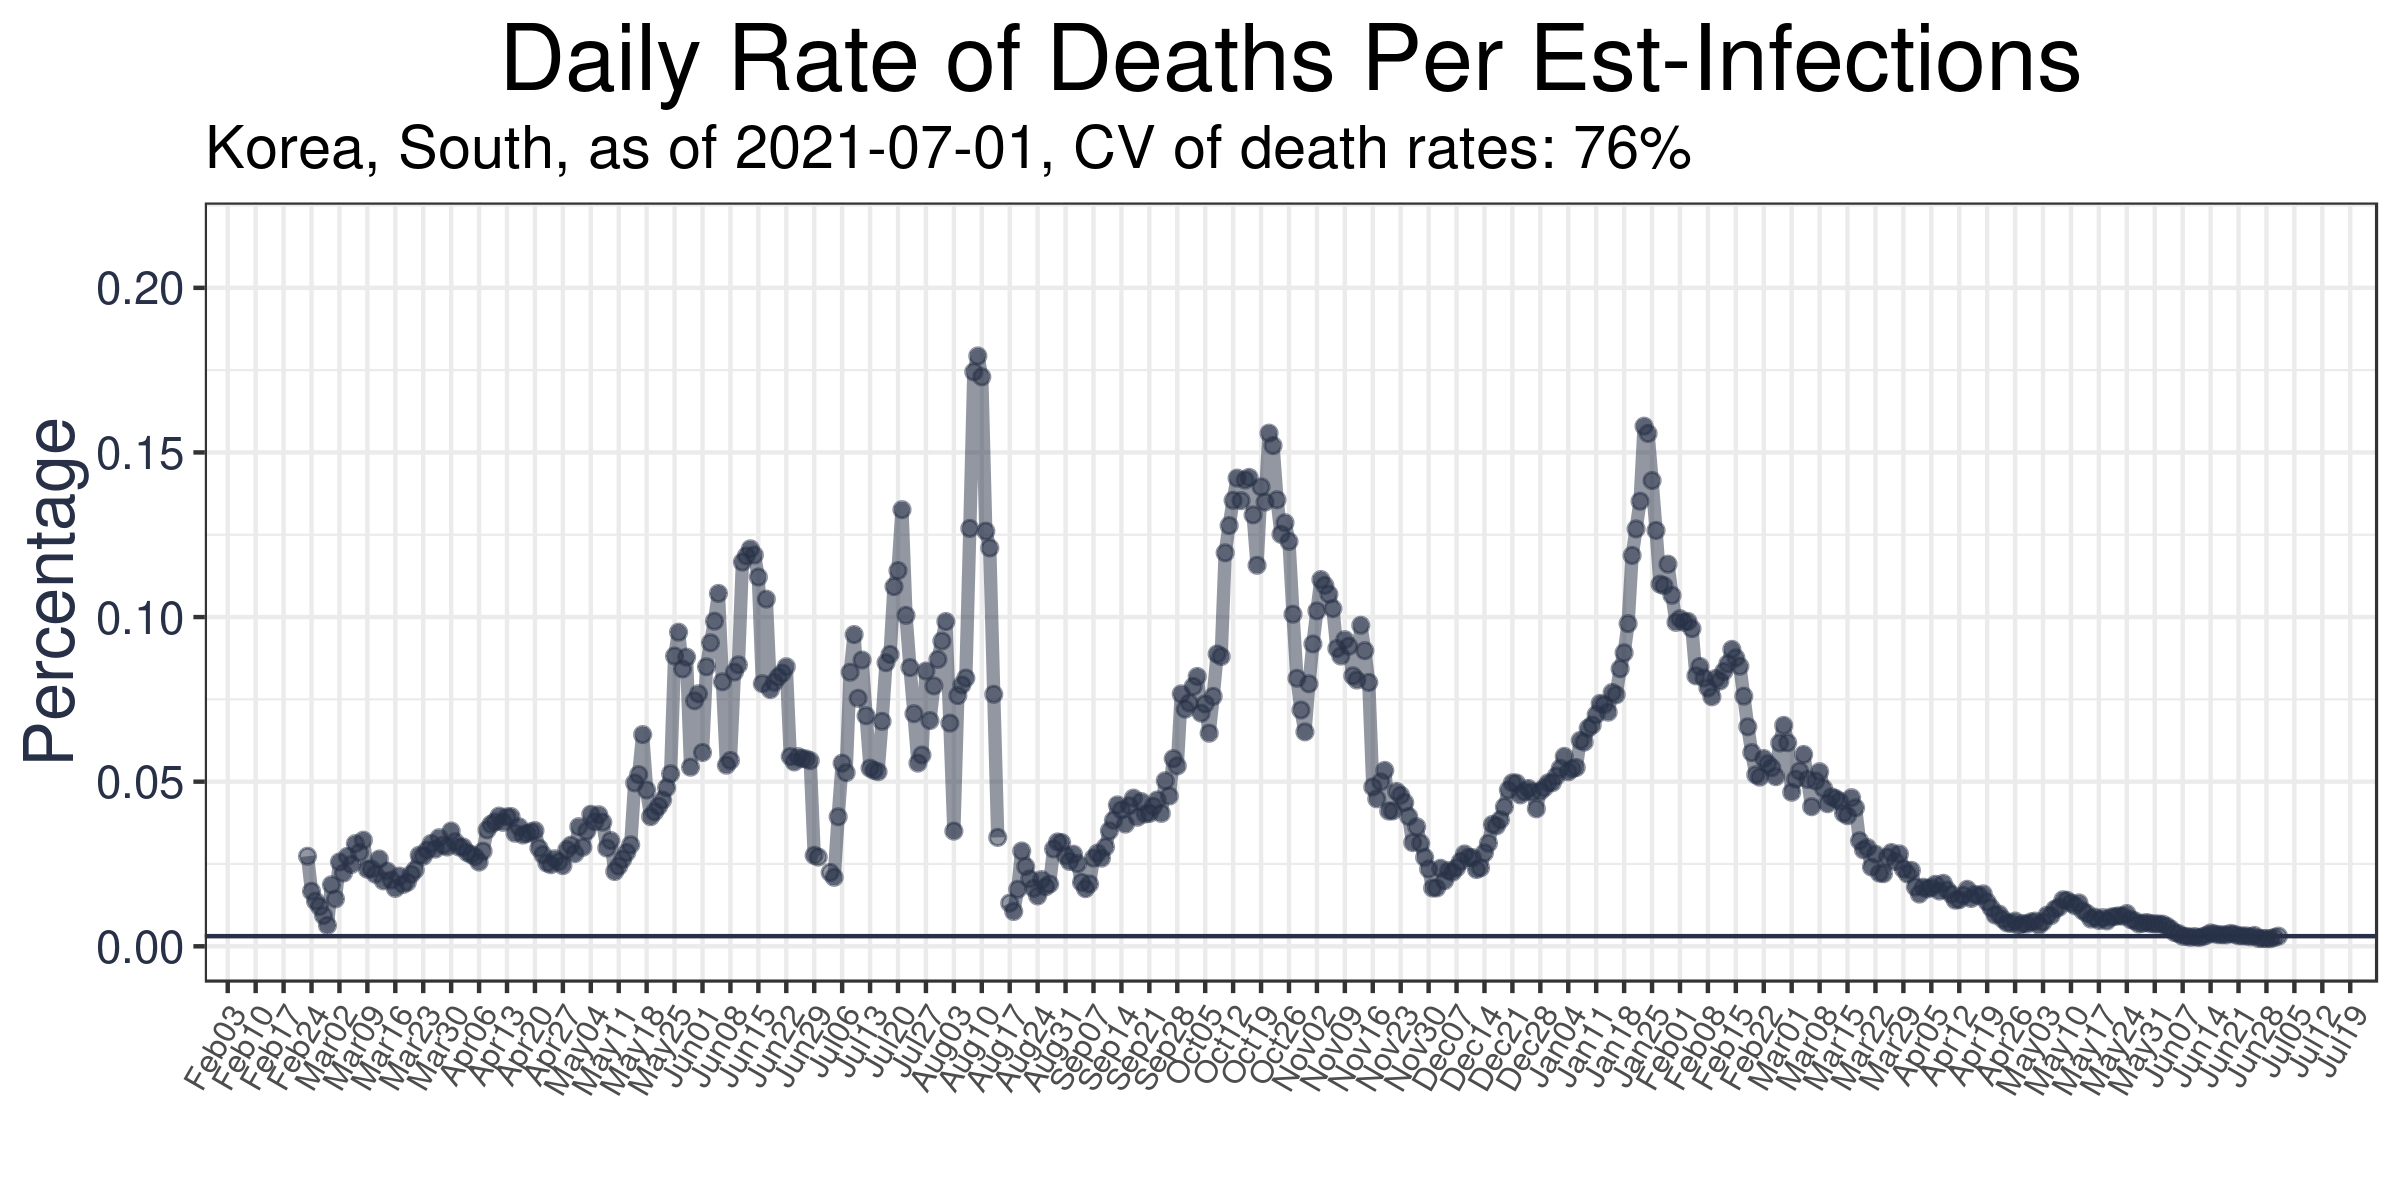 Daily Rate of Deaths Per Est-Infections
Korea, South, as of 2021-07-01, CV of death rates: 76%
Percentage
0.20
0.15
0.10
0.05
0.00
Feb03
Feb10
Feb17
Feb24
Mar02
Mar09
Mar16
Mar23
Mar30
Apr06
Apr13
Apr20
Apr27
May04
May11
May18
May25
Jun01
Jun08
Jun15
Jun22
Jun29
Jul06
Jul13
Jul20
Jul27
Aug03
Aug10
Aug17
Aug24
Aug31
Sep07
Sep14
Sep21
Sep28
Oct05
Oct12
Oct19
Oct26
Nov02
Nov09
Nov16
Nov23
Nov30
Dec07
Dec14
Dec21
Dec28
Jan04
Jan11
Jan18
Jan25
Feb01
Feb08
Feb15
Feb22
Mar01
Mar08
Mar15
Mar22
Mar29
Apr05
Apr12
Apr19
Apr26
May03
May10
May17
May24
May31
Jun07
Jun14
Jun21
Jun28
Jul05
Jul12
Jul19